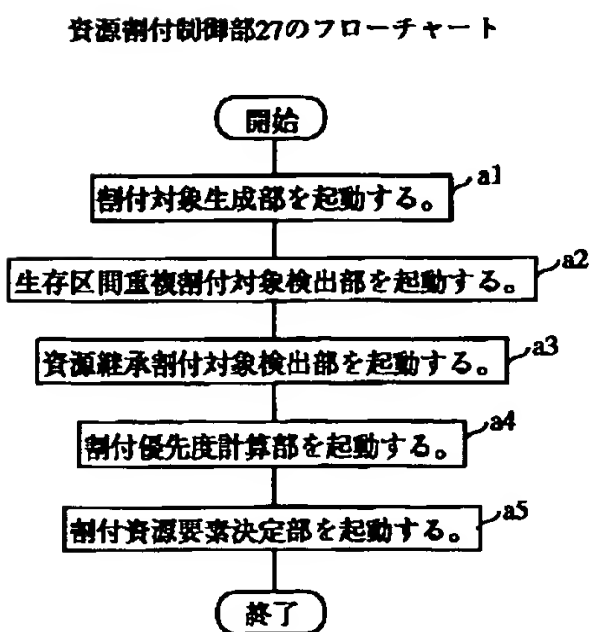 資源割付制御部27のフローチャート
開始
割付対象生成部を起動する。 a1
生存区間重複割付対象検出部を起動する。 a2
資源継承割付対象検出部を起動する。 a3
割付優先度計算部を起動する。 a4
割付資源要素決定部を起動する。 a5
終了